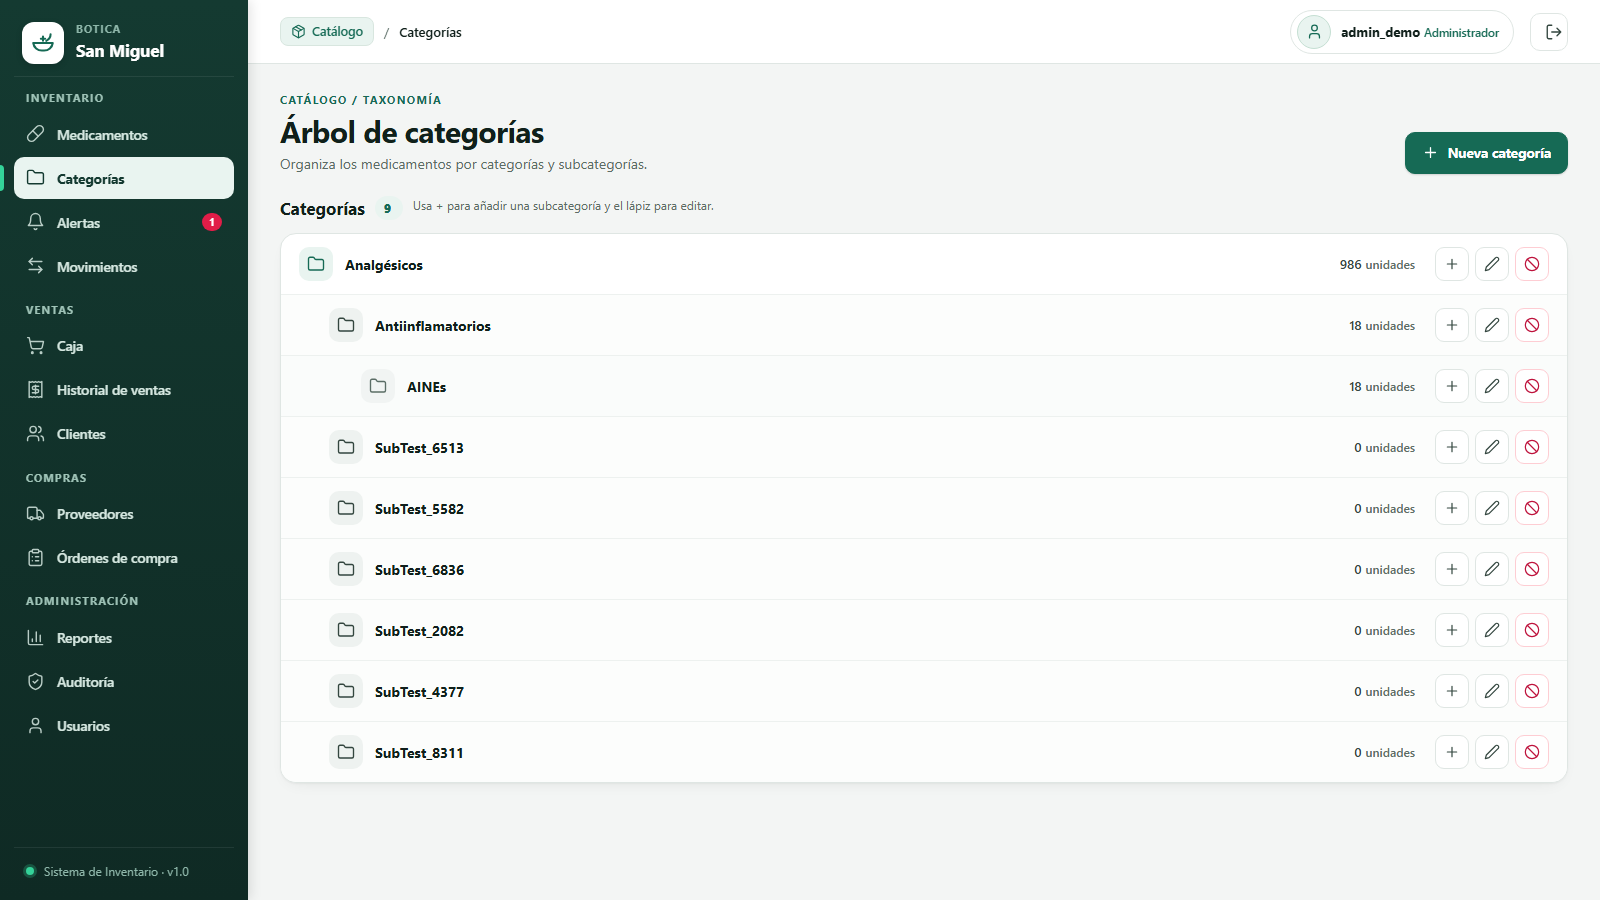 BOTICA
San Miguel
INVENTARIO
Medicamentos
Categorías
Alertas 1
Movimientos
VENTAS
Caja
Historial de ventas
Clientes
COMPRAS
Proveedores
Órdenes de compra
ADMINISTRACIÓN
Reportes
Auditoría
Usuarios
Sistema de Inventario · v1.0
Catálogo / Categorías
admin_demo Administrador
CATÁLOGO / TAXONOMÍA
Árbol de categorías
Organiza los medicamentos por categorías y subcategorías.
+ Nueva categoría
Categorías 9 Usa + para añadir una subcategoría y el lápiz para editar.
Analgésicos 986 unidades
Antiinflamatorios 18 unidades
AINEs 18 unidades
SubTest_6513 0 unidades
SubTest_5582 0 unidades
SubTest_6836 0 unidades
SubTest_2082 0 unidades
SubTest_4377 0 unidades
SubTest_8311 0 unidades